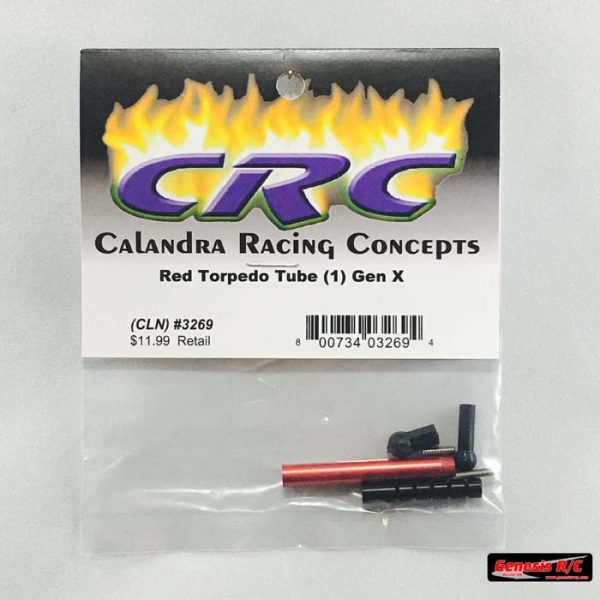 CRC
Calandra Racing Concepts
Red Torpedo Tube (1) Gen X
(CLN) #3269
$11.99 Retail
8 00734 03269 4
Genesis R/C